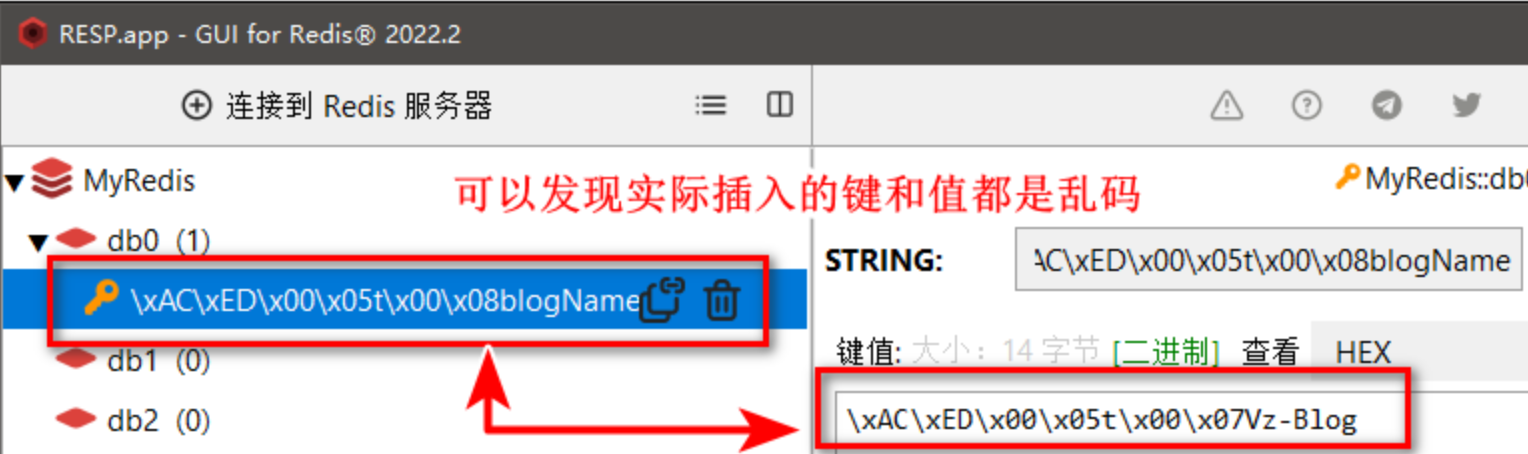 RESP.app - GUI for Redis® 2022.2
连接到 Redis 服务器
MyRedis
可以发现实际插入的键和值都是乱码
MyRedis::db
db0 (1)
STRING:
\xED\x00\x05t\x00\x08blogName
\xAC\xED\x00\x05t\x00\x08blogName
键值: 大小: 14 字节 [二进制] 查看 HEX
db1 (0)
\xAC\xED\x00\x05t\x00\x07Vz-Blog
db2 (0)